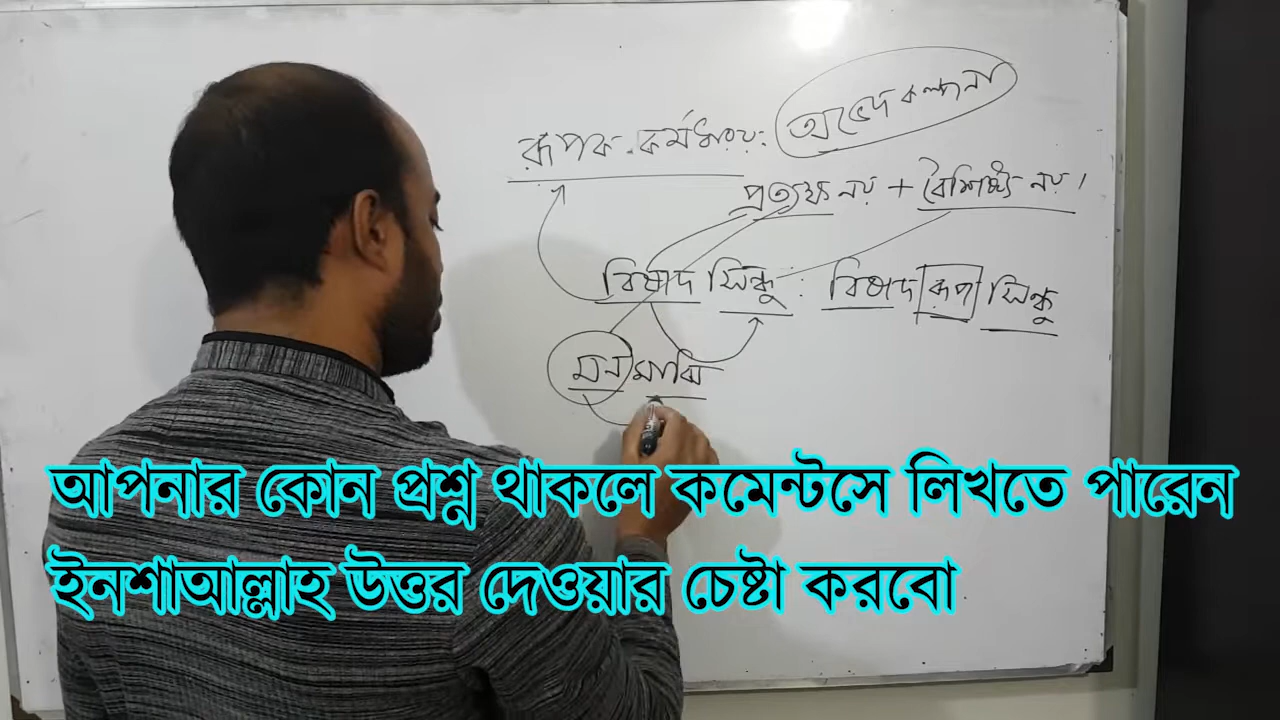 রূপক কর্মধারয়: অভেদ কল্পনা
প্রত্যক্ষ নয় + বৈশিষ্ট্য নয়।
বিষাদ সিন্ধু : বিষাদ রূপ সিন্ধু
মন মাঝি
আপনার কোন প্রশ্ন থাকলে কমেন্টসে লিখতে পারেন
ইনশাআল্লাহ উত্তর দেওয়ার চেষ্টা করবো